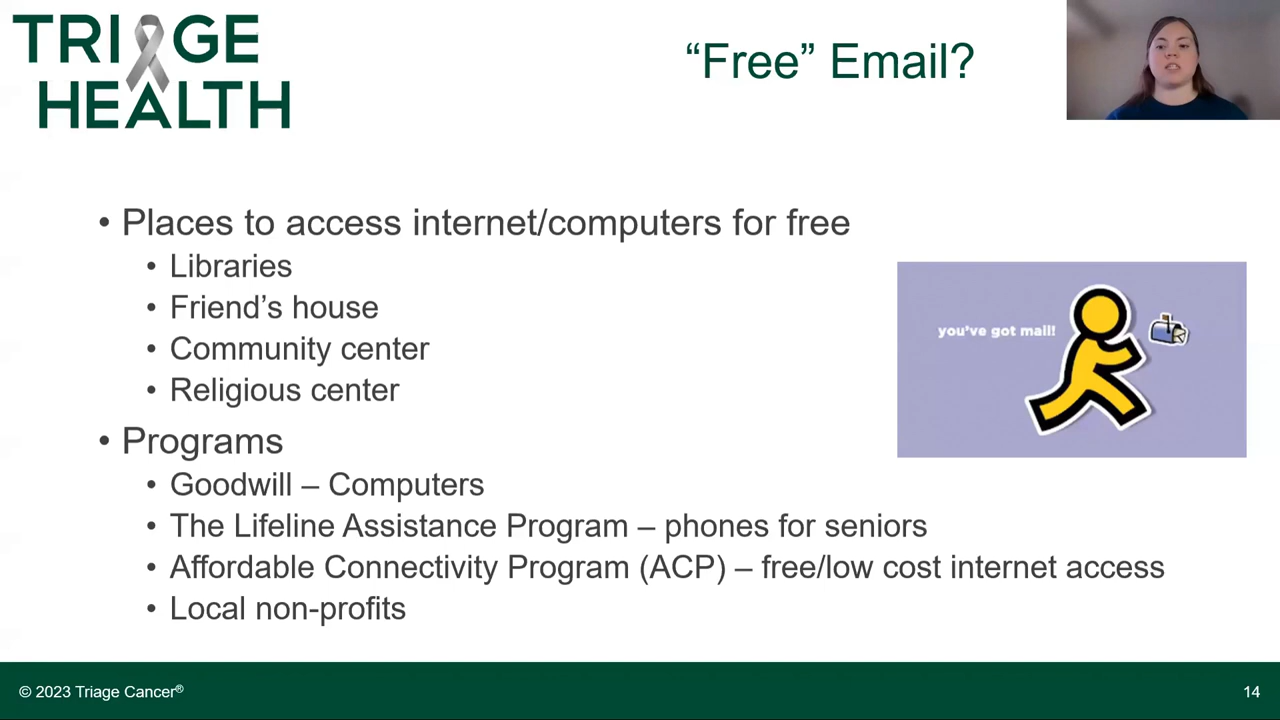 TRIAGE
HEALTH
“Free” Email?
• Places to access internet/computers for free
• Libraries
• Friend’s house
• Community center
• Religious center
• Programs
• Goodwill – Computers
• The Lifeline Assistance Program – phones for seniors
• Affordable Connectivity Program (ACP) – free/low cost internet access
• Local non-profits
you've got mail!
© 2023 Triage Cancer®
14